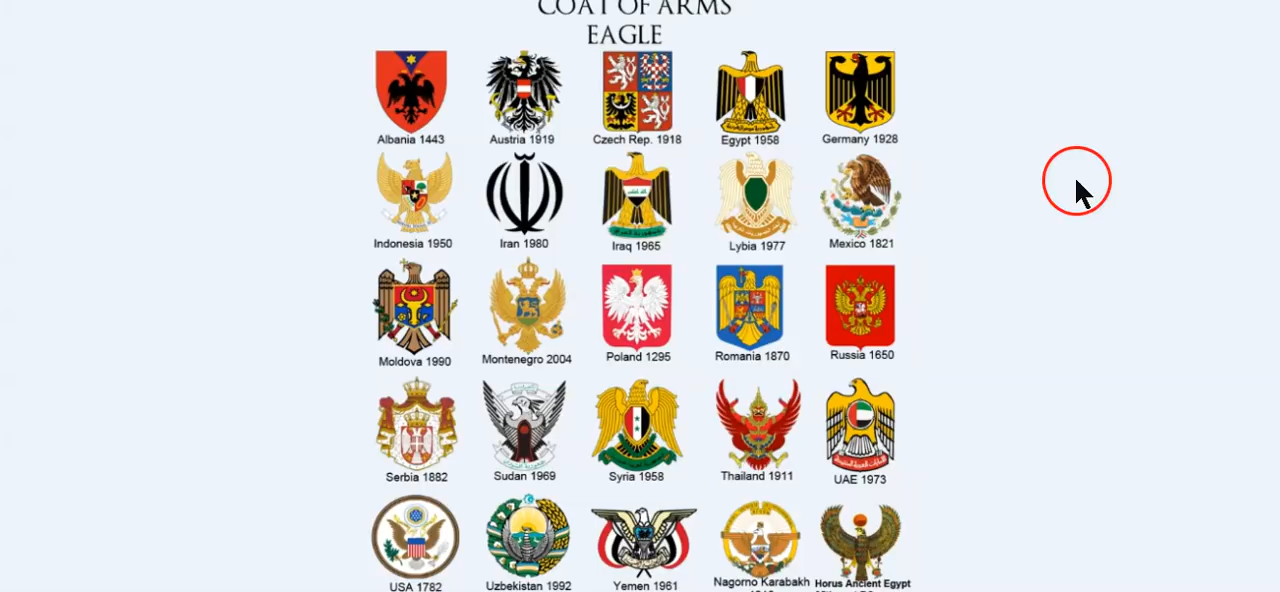 COAT OF ARMS
EAGLE
Albania 1443
Austria 1919
Czech Rep. 1918
Egypt 1958
Germany 1928
Indonesia 1950
Iran 1980
Iraq 1965
Lybia 1977
Mexico 1821
Moldova 1990
Montenegro 2004
Poland 1295
Romania 1870
Russia 1650
Serbia 1882
Sudan 1969
Syria 1958
Thailand 1911
UAE 1973
USA 1782
Uzbekistan 1992
Yemen 1961
Nagorno Karabakh
Horus Ancient Egypt